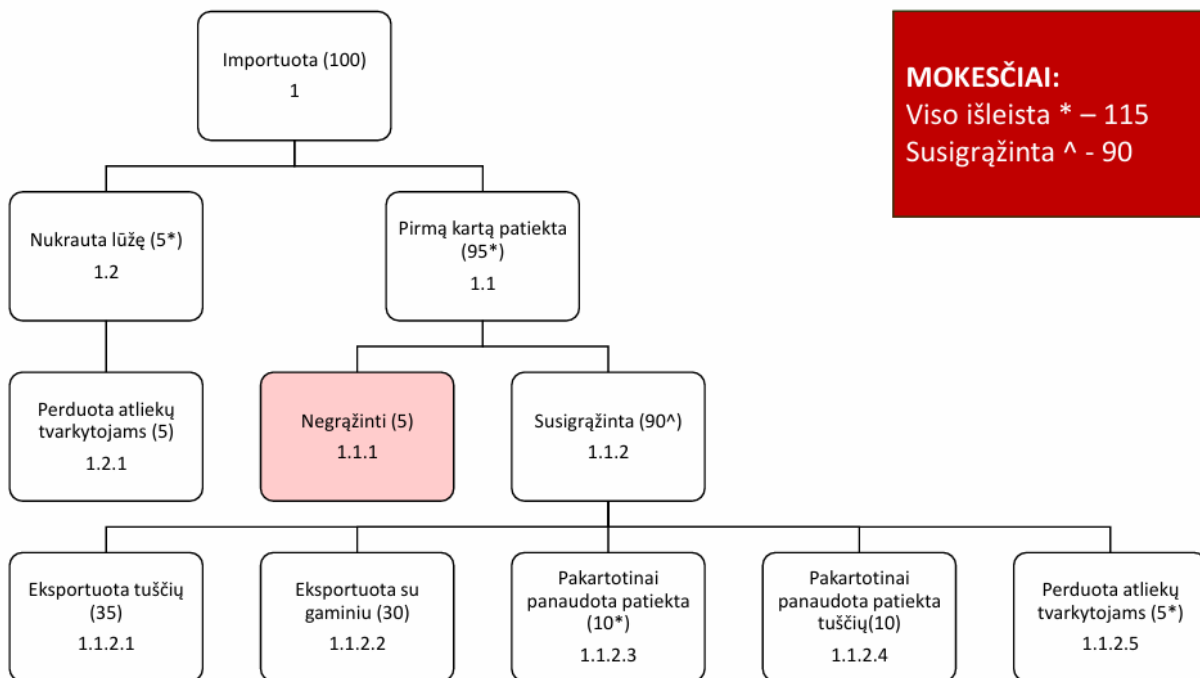 Importuota (100)
1
MOKESČIAI:
Viso išleista * – 115
Susigrąžinta ^ - 90
Nukrauta lūžę (5*)
1.2
Pirmą kartą patiekta
(95*)
1.1
Perduota atliekų
tvarkytojams (5)
1.2.1
Negrąžinti (5)
1.1.1
Susigrąžinta (90^)
1.1.2
Eksportuota tuščių
(35)
1.1.2.1
Eksportuota su
gaminiu (30)
1.1.2.2
Pakartotinai
panaudota patiekta
(10*)
1.1.2.3
Pakartotinai
panaudota patiekta
tuščių(10)
1.1.2.4
Perduota atliekų
tvarkytojams (5*)
1.1.2.5